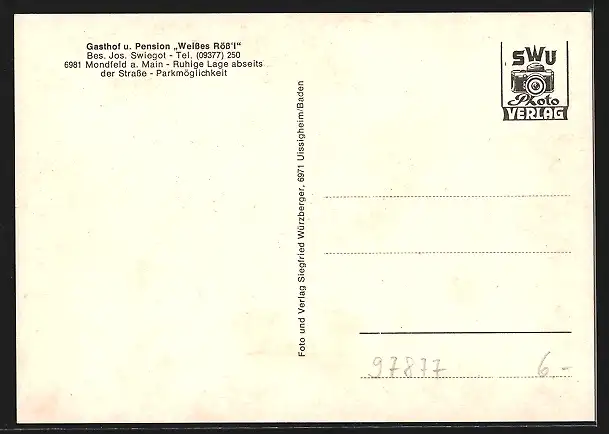 Gasthof u. Pension „Weißes Röß'l"
Bes. Jos. Swiegot - Tel. (09377) 250
6981 Mondfeld a. Main - Ruhige Lage abseits
der Straße - Parkmöglichkeit
Foto und Verlag Siegfried Würzberger, 6971 Uissigheim/Baden
SWU
Photo
VERLAG
97877
6,-